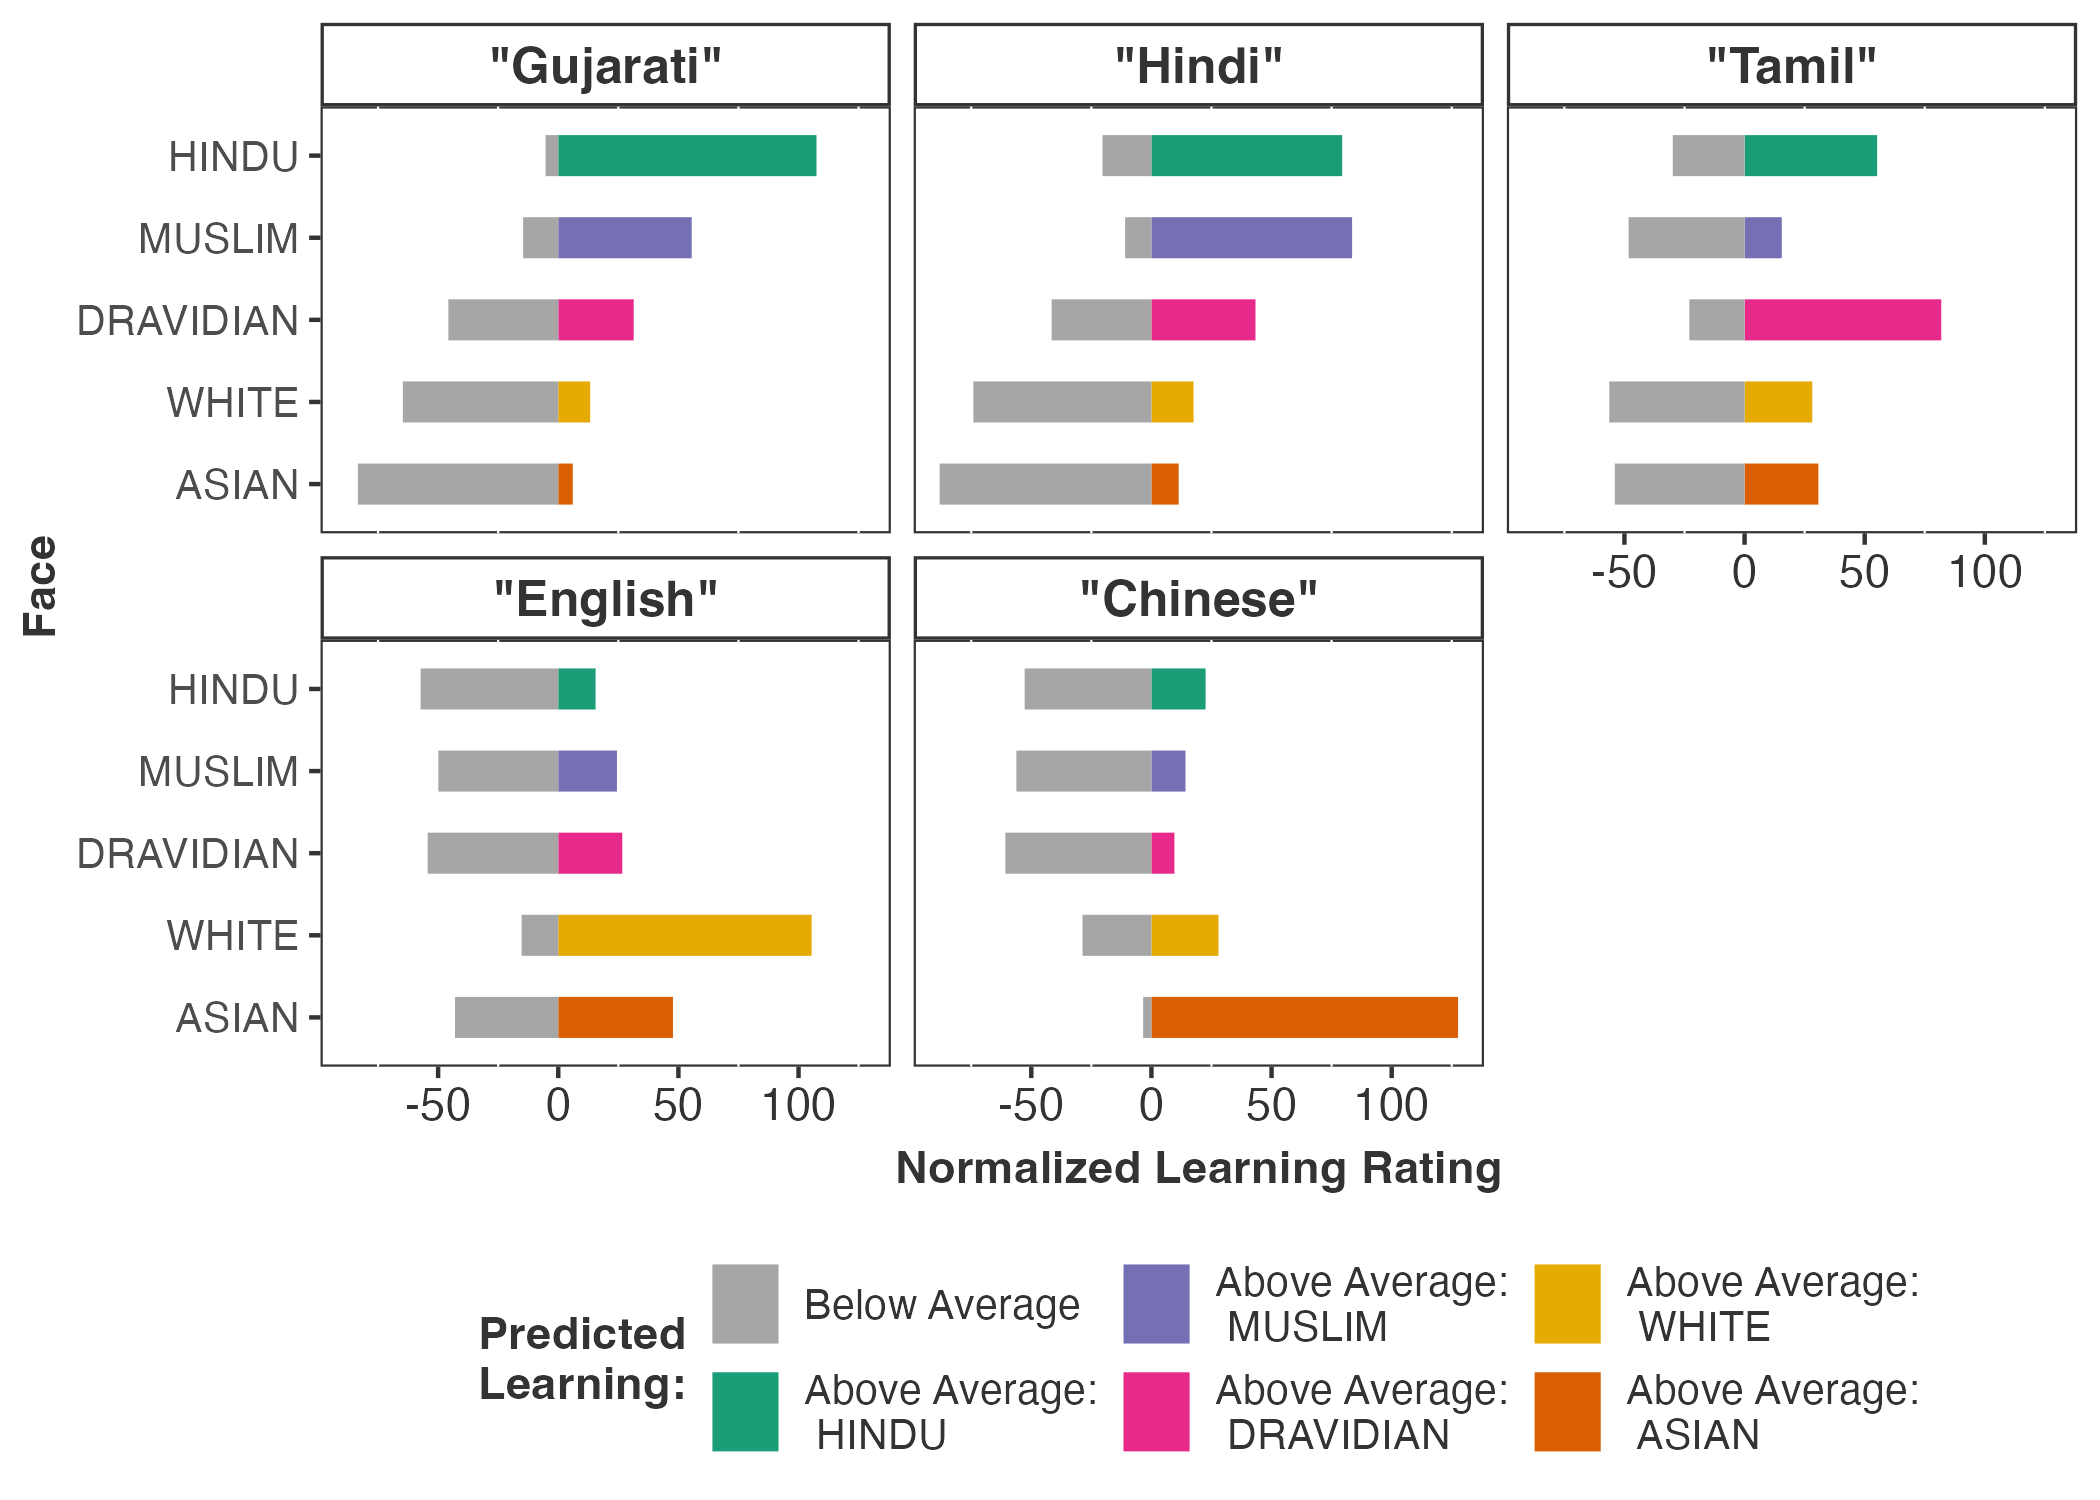 "Gujarati"
"Hindi"
"Tamil"
HINDU
MUSLIM
DRAVIDIAN
WHITE
ASIAN
-50 0 50 100
Face
"English"
"Chinese"
HINDU
MUSLIM
DRAVIDIAN
WHITE
ASIAN
-50 0 50 100
-50 0 50 100
Normalized Learning Rating
Predicted
Learning:
Below Average
Above Average:
HINDU
Above Average:
MUSLIM
Above Average:
DRAVIDIAN
Above Average:
WHITE
Above Average:
ASIAN